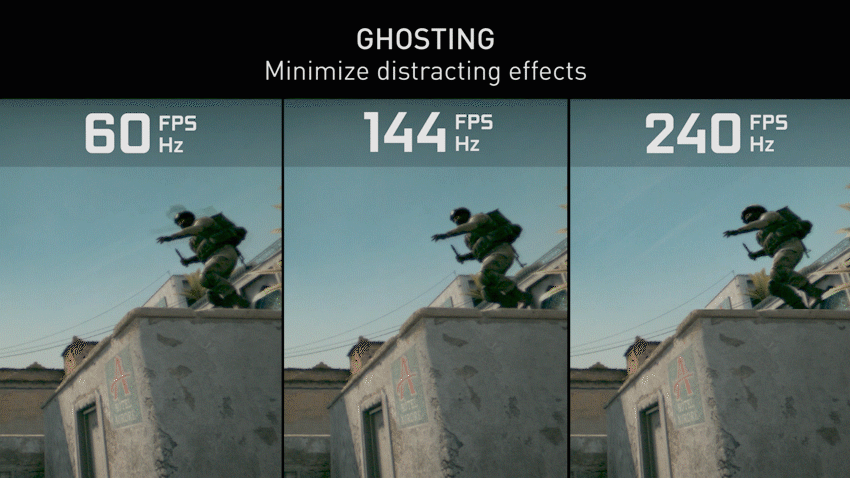 GHOSTING
Minimize distracting effects
60 FPS Hz
144 FPS Hz
240 FPS Hz
A
A
A